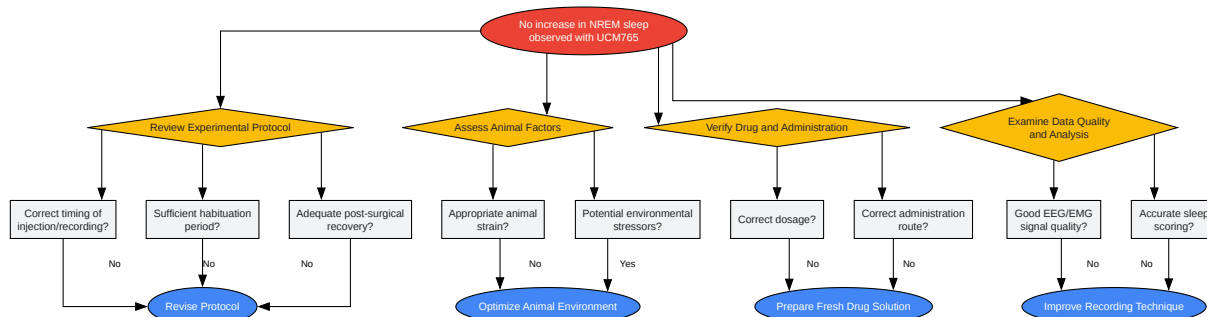 No increase in NREM sleep
observed with UCM765
Review Experimental Protocol
Assess Animal Factors
Verify Drug and Administration
Examine Data Quality
and Analysis
Correct timing of
injection/recording?
Sufficient habituation
period?
Adequate post-surgical
recovery?
Appropriate animal
strain?
Potential environmental
stressors?
Correct dosage?
Correct administration
route?
Good EEG/EMG
signal quality?
Accurate sleep
scoring?
No
No
No
No
Yes
No
No
No
No
Revise Protocol
Optimize Animal Environment
Prepare Fresh Drug Solution
Improve Recording Technique